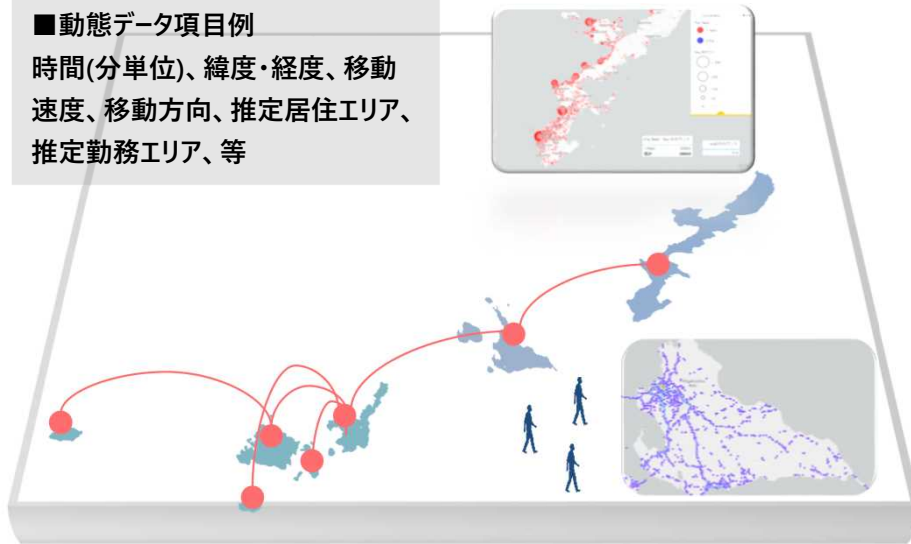 ■動態データ項目例
時間(分単位)、緯度・経度、移動
速度、移動方向、推定居住エリア、
推定勤務エリア、等